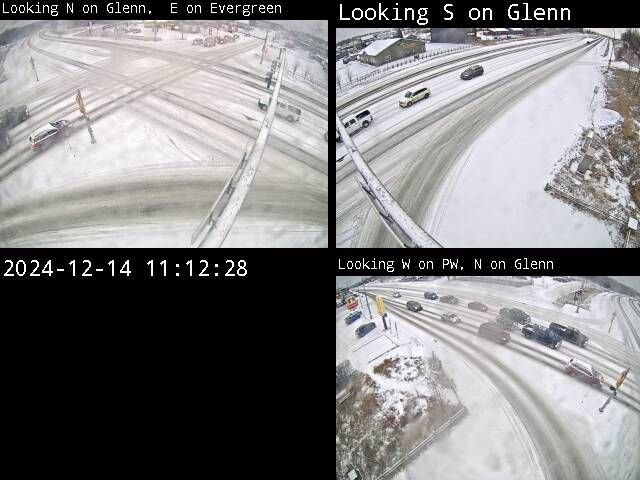 Looking N on Glenn,  E on Evergreen
Looking S on Glenn
2024-12-14 11:12:28
Looking W on PW, N on Glenn